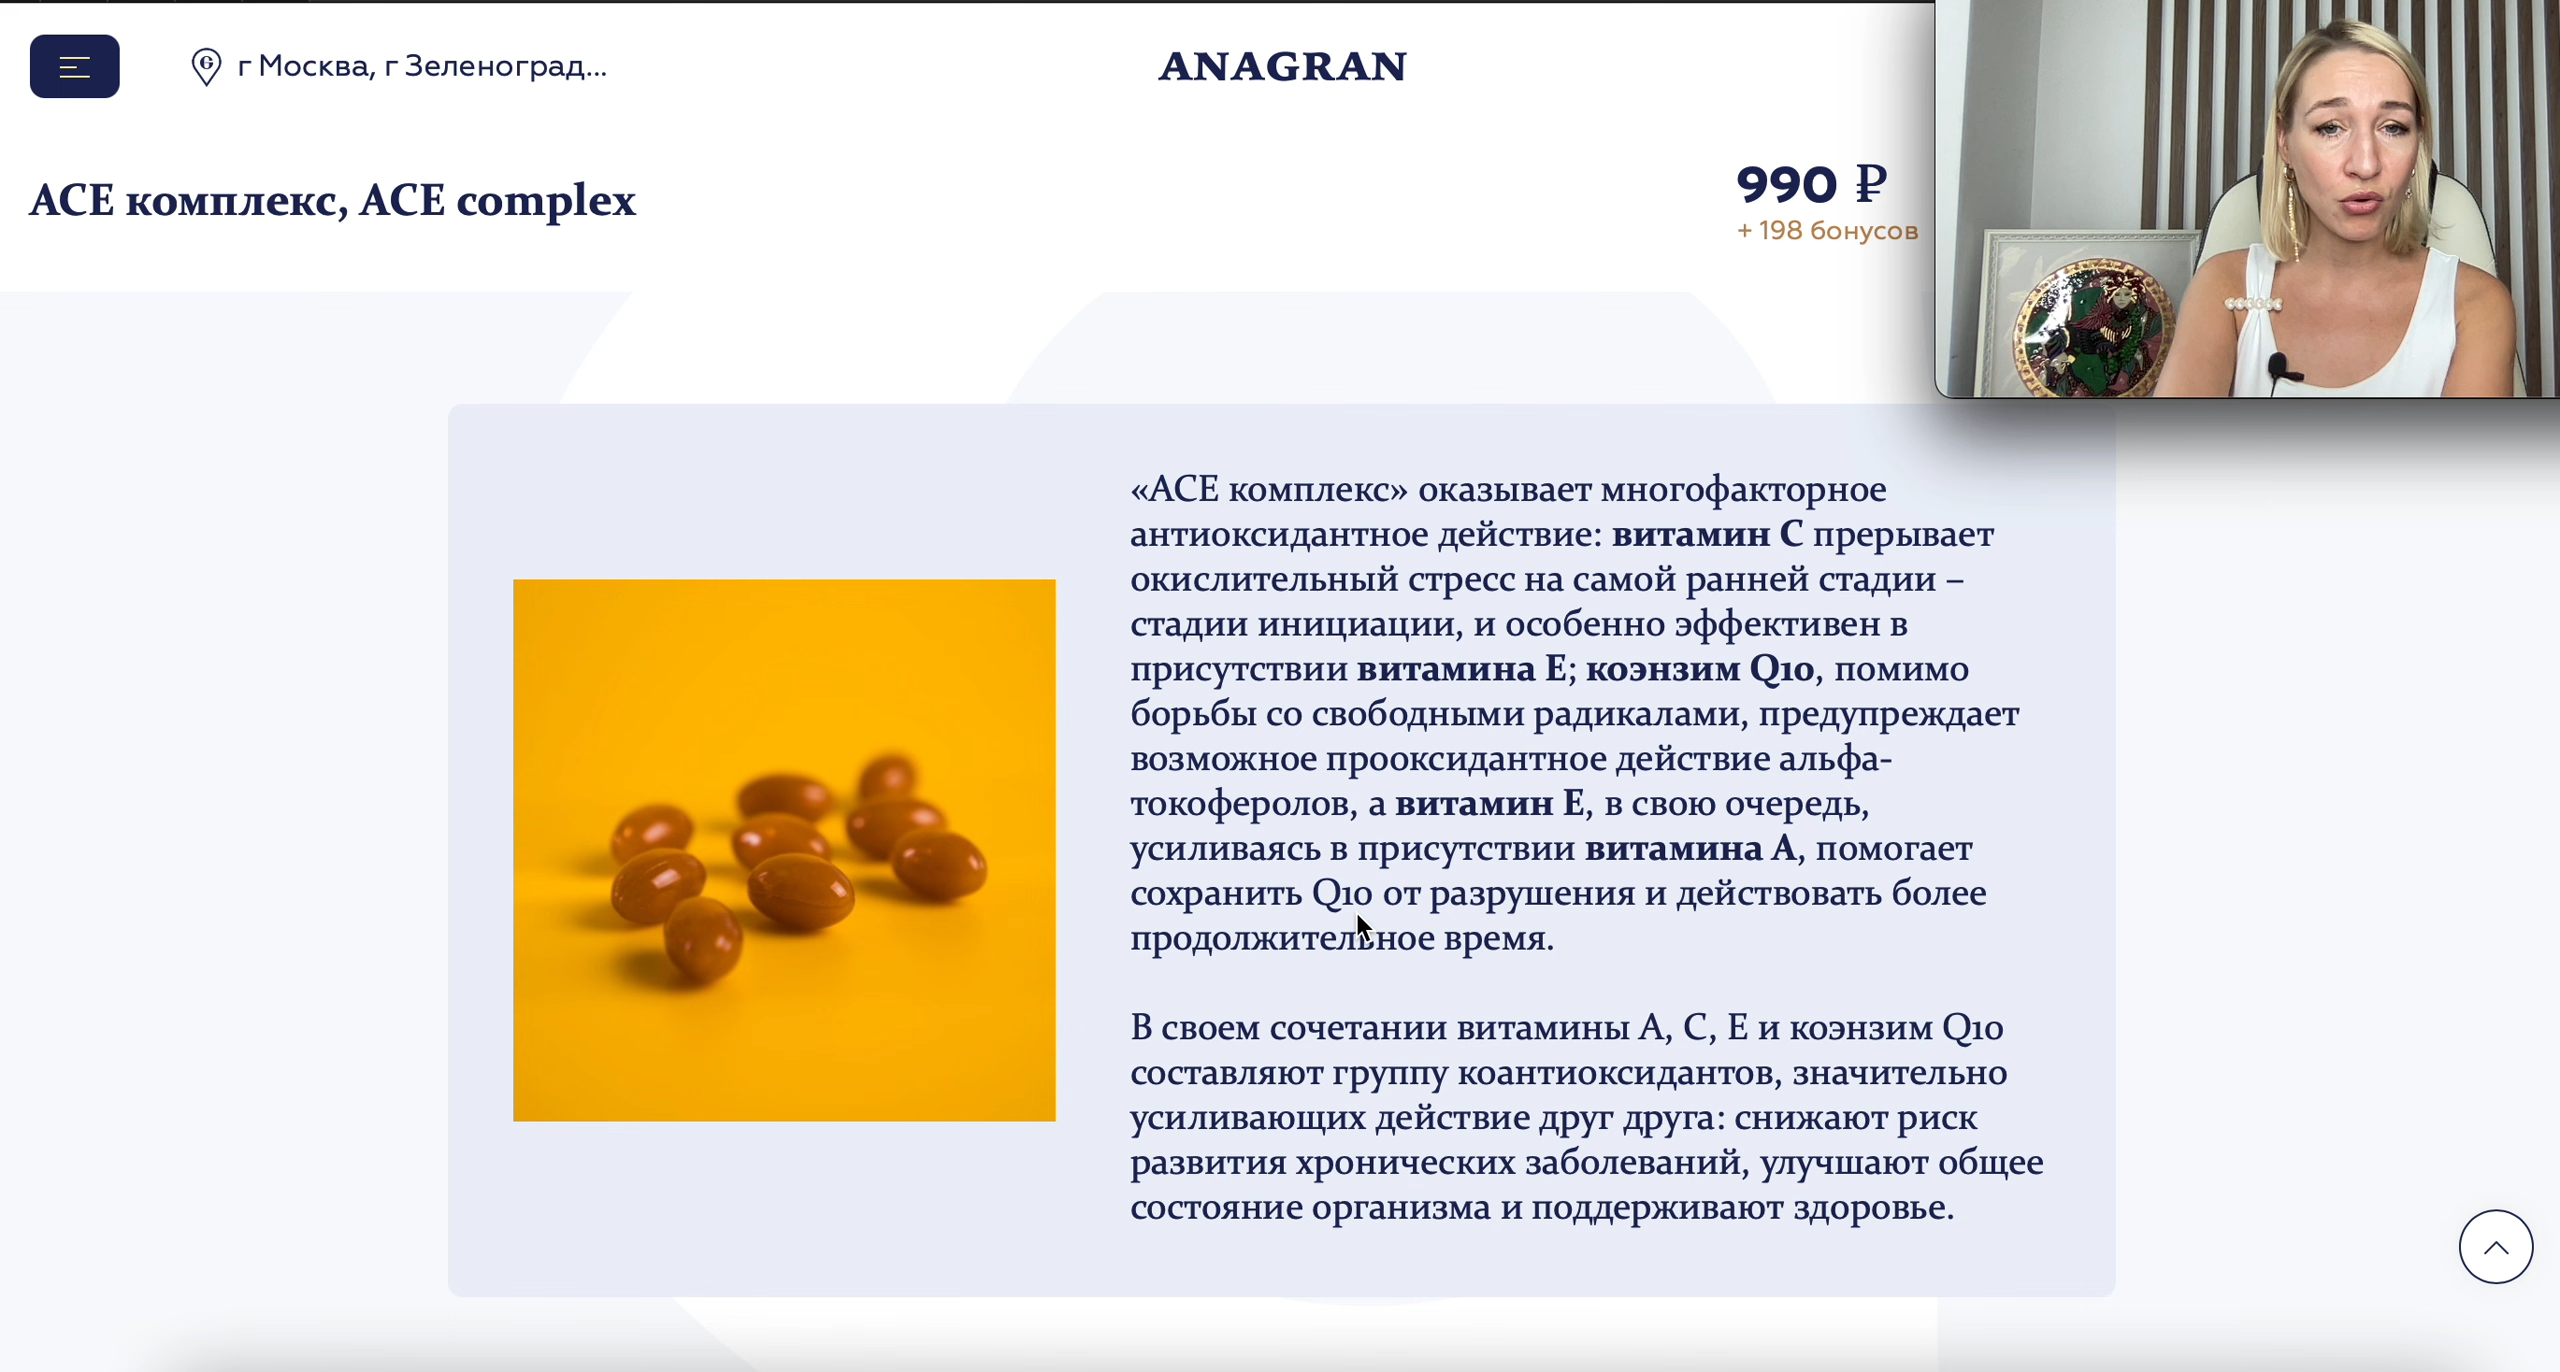 г Москва, г Зеленоград...
ANAGRAN
АСЕ комплекс, ACE complex
990 ₽
+ 198 бонусов
«АСЕ комплекс» оказывает многофакторное
антиоксидантное действие: витамин С прерывает
окислительный стресс на самой ранней стадии –
стадии инициации, и особенно эффективен в
присутствии витамина Е; коэнзим Q10, помимо
борьбы со свободными радикалами, предупреждает
возможное прооксидантное действие альфа-
токоферолов, а витамин Е, в свою очередь,
усиливаясь в присутствии витамина А, помогает
сохранить Q10 от разрушения и действовать более
продолжительное время.
В своем сочетании витамины А, С, Е и коэнзим Q10
составляют группу коантиоксидантов, значительно
усиливающих действие друг друга: снижают риск
развития хронических заболеваний, улучшают общее
состояние организма и поддерживают здоровье.